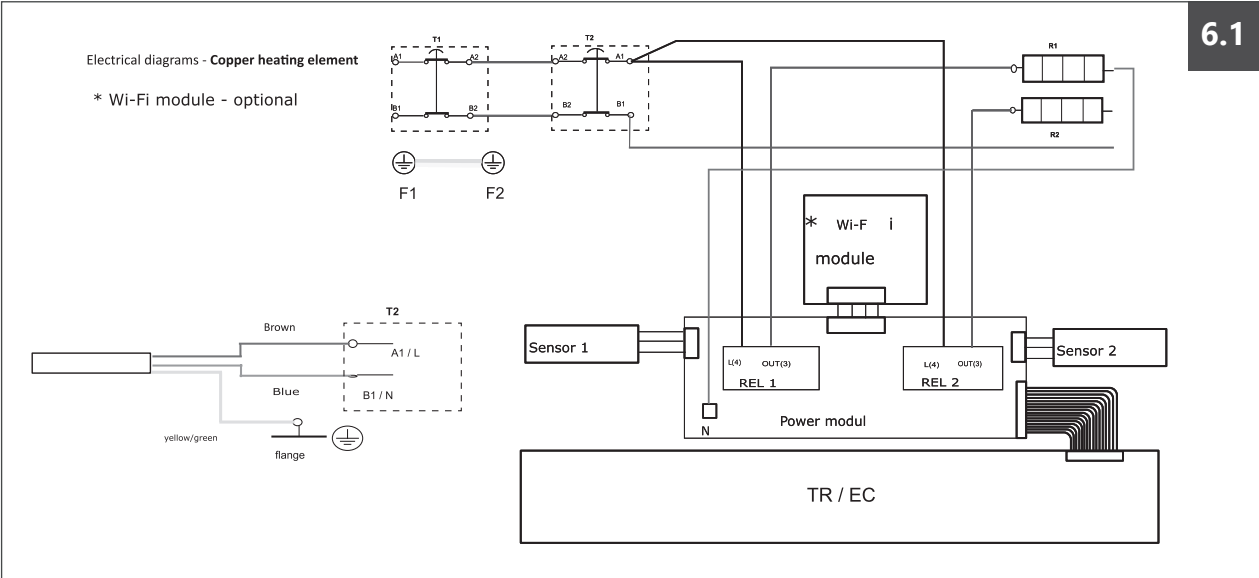 6.1
Electrical diagrams - Copper heating element
* Wi-Fi module - optional
T1
A1
A2
B1
B2
T2
A2
A1
B2
B1
R1
R2
F1
F2
* Wi-F i
module
Sensor 1
L(4)
OUT(3)
REL 1
L(4)
OUT(3)
REL 2
Sensor 2
N
Power modul
TR / EC
T2
Brown
A1 / L
Blue
B1 / N
yellow/green
flange